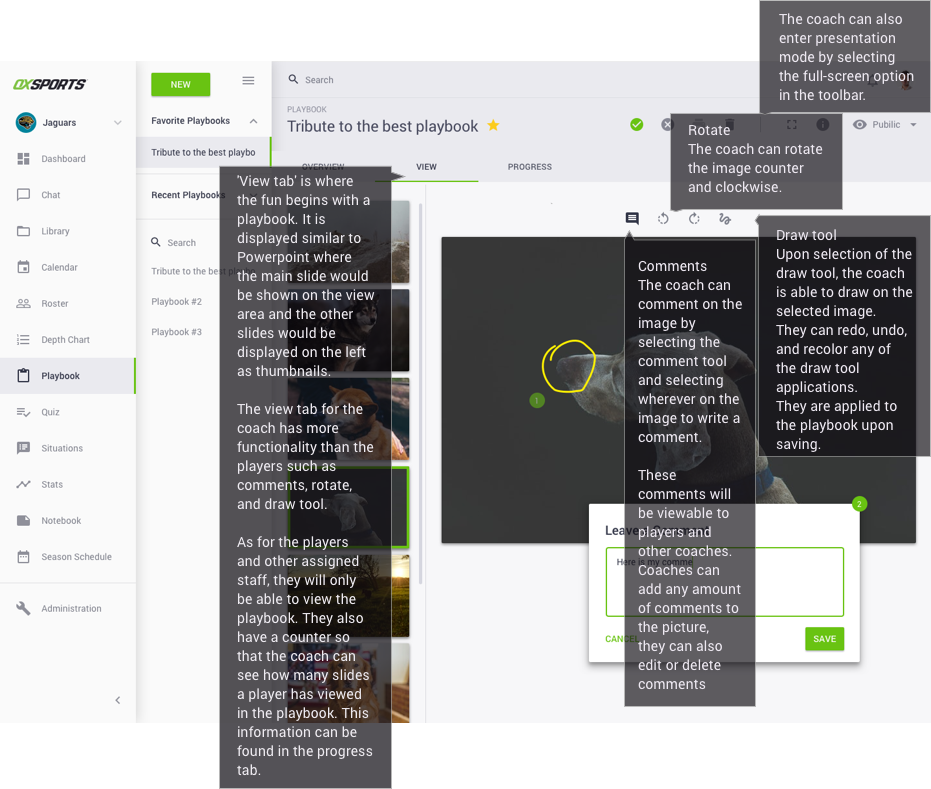 The coach can also
enter presentation
mode by selecting
the full-screen option
in the toolbar.
QXSPORTS
NEW
Search
Jaguars
Favorite Playbooks
PLAYBOOK
Tribute to the best playbook
Rotate
The coach can rotate
the image counter
and clockwise.
Public
Dashboard
Tribute to the best playbo
OVERVIEW
VIEW
PROGRESS
Chat
Recent Playbooks
Library
Search
Calendar
Tribute to the best playbo
Roster
Playbook #2
Depth Chart
Playbook #3
Playbook
Quiz
Situations
Stats
Notebook
Season Schedule
Administration
'View tab' is where
the fun begins with a
playbook. It is
displayed similar to
Powerpoint where
the main slide would
be shown on the view
area and the other
slides would be
displayed on the left
as thumbnails.
The view tab for the
coach has more
functionality than the
players such as
comments, rotate,
and draw tool.
As for the players
and other assigned
staff, they will only
be able to view the
playbook. They also
have a counter so
that the coach can
see how many slides
a player has viewed
in the playbook. This
information can be
found in the progress
tab.
Comments
The coach can
comment on the
image by
selecting the
comment tool
and selecting
wherever on the
image to write a
comment.
These
comments will
be viewable to
players and
other coaches.
Coaches can
add any amount
of comments to
the picture,
they can also
edit or delete
comments
Draw tool
Upon selection of the
draw tool, the coach
is able to draw on the
selected image.
They can redo, undo,
and recolor any of
the draw tool
applications.
They are applied to
the playbook upon
saving.
1
2
Leave
Here is my comme
CANCEL
SAVE